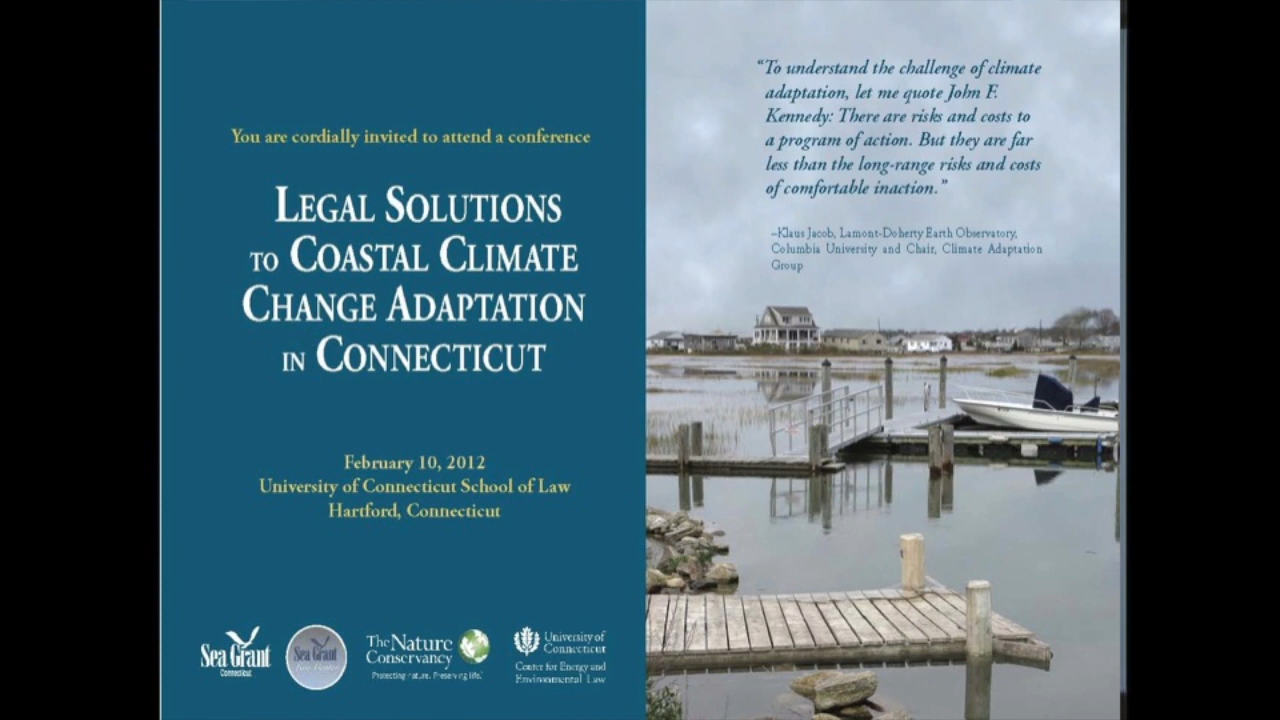 You are cordially invited to attend a conference
LEGAL SOLUTIONS
TO COASTAL CLIMATE
CHANGE ADAPTATION
IN CONNECTICUT
February 10, 2012
University of Connecticut School of Law
Hartford, Connecticut
Sea Grant
Connecticut
Sea Grant
The Nature
Conservancy
Protecting nature. Preserving life.
University of
Connecticut
Center for Energy and
Environmental Law
“To understand the challenge of climate
adaptation, let me quote John F.
Kennedy: There are risks and costs to
a program of action. But they are far
less than the long-range risks and costs
of comfortable inaction.”
–Klaus Jacob, Lamont-Doherty Earth Observatory,
Columbia University and Chair, Climate Adaptation
Group